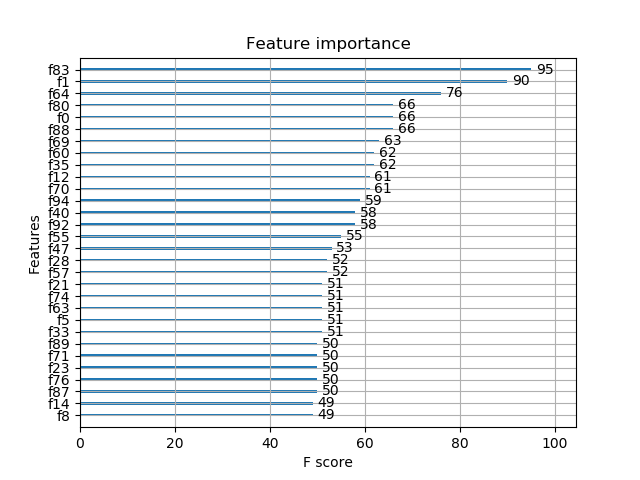 Feature importance
f83 95
f1 90
f64 76
f80 66
f0 66
f88 66
f69 63
f60 62
f35 62
f12 61
f70 61
f94 59
f40 58
f92 58
f55 55
f47 53
f28 52
f57 52
f21 51
f74 51
f63 51
f5 51
f33 51
f89 50
f71 50
f23 50
f76 50
f87 50
f14 49
f8 49
Features
0 20 40 60 80 100
F score